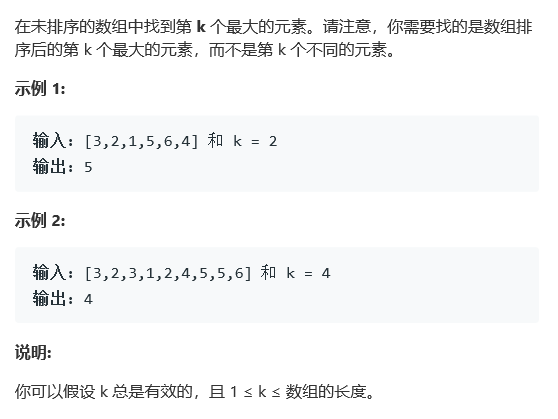 在未排序的数组中找到第 k 个最大的元素。请注意，你需要找的是数组排
序后的第 k 个最大的元素，而不是第 k 个不同的元素。
示例 1:
输入: [3,2,1,5,6,4] 和 k = 2
输出: 5
示例 2:
输入: [3,2,3,1,2,4,5,5,6] 和 k = 4
输出: 4
说明:
你可以假设 k 总是有效的，且 1 ≤ k ≤ 数组的长度。